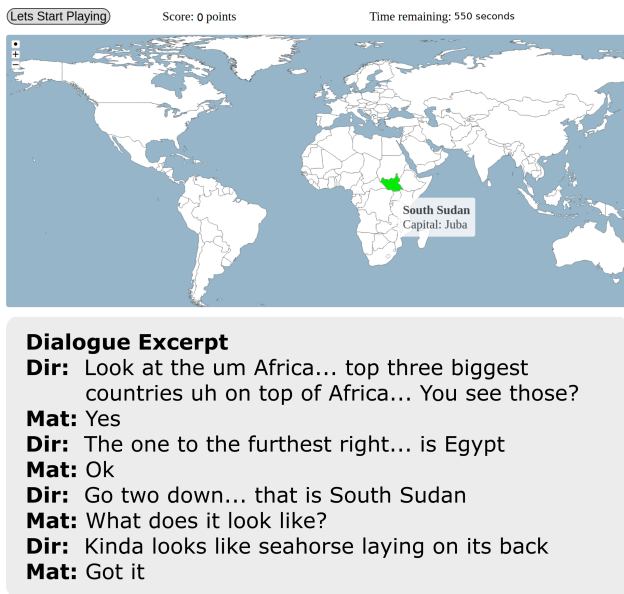 Lets Start Playing Score: 0 points Time remaining: 550 seconds
+
−
South Sudan
Capital: Juba
Dialogue Excerpt
Dir: Look at the um Africa... top three biggest
countries uh on top of Africa... You see those?
Mat: Yes
Dir: The one to the furthest right... is Egypt
Mat: Ok
Dir: Go two down... that is South Sudan
Mat: What does it look like?
Dir: Kinda looks like seahorse laying on its back
Mat: Got it